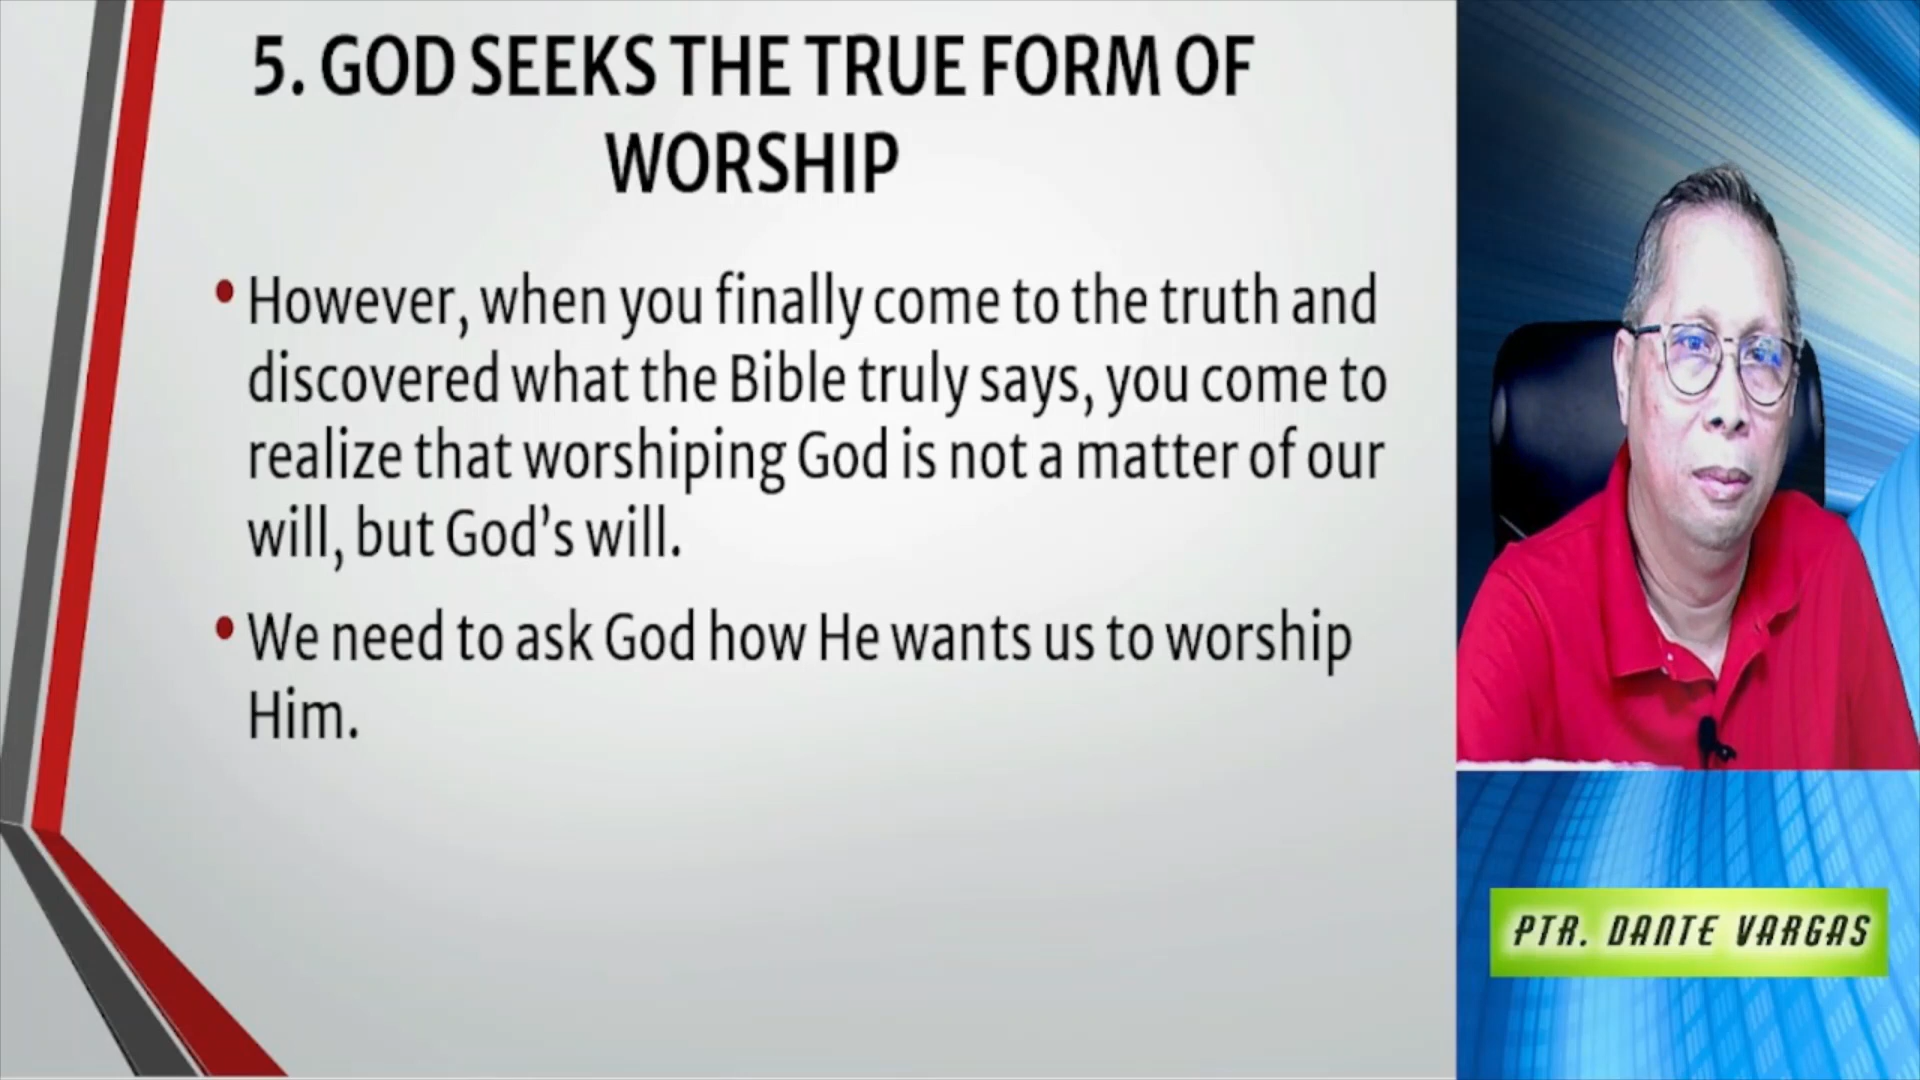 5. GOD SEEKS THE TRUE FORM OF
WORSHIP
• However, when you finally come to the truth and
discovered what the Bible truly says, you come to
realize that worshiping God is not a matter of our
will, but God’s will.
• We need to ask God how He wants us to worship
Him.
PTR. DANTE VARGAS